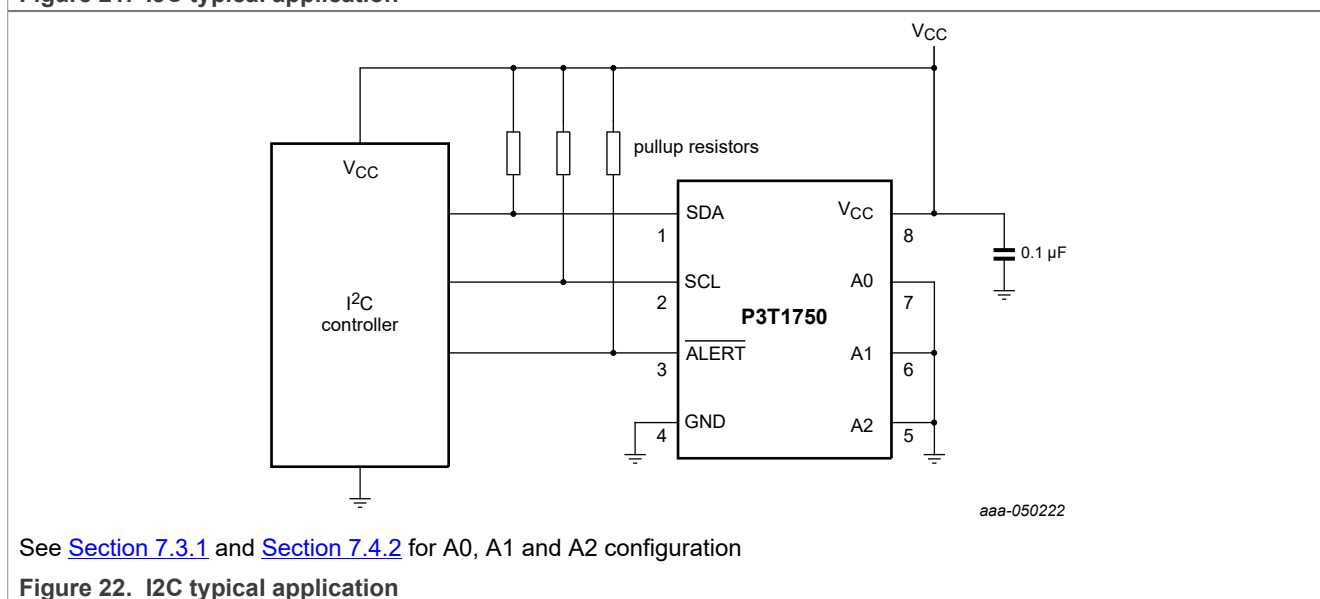 Figure 21. I3C typical application
VCC
VCC
pullup resistors
I2C
controller
SDA
1
SCL
2
ALERT
3
GND
4
P3T1750
VCC
8
A0
7
A1
6
A2
5
0.1 µF
aaa-050222
See Section 7.3.1 and Section 7.4.2 for A0, A1 and A2 configuration
Figure 22. I2C typical application